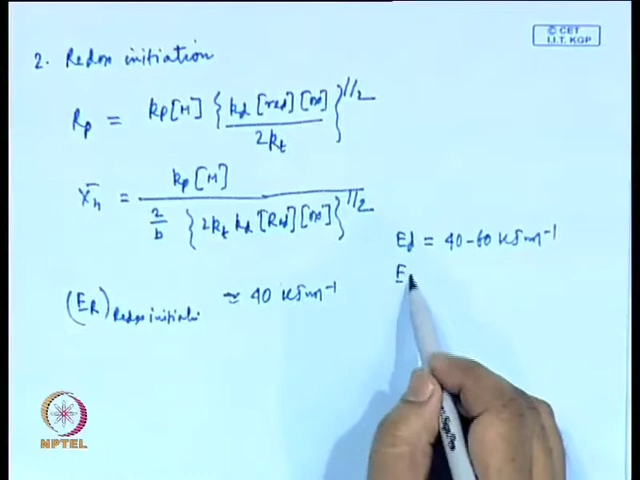 © CET
I.I.T. KGP
2. Redox initiation
Rp = kp[M] { kd [red] [ox] / 2kt }^1/2
X̄n = kp [M] / (2/b { 2kt kd [Red] [ox] }^1/2)
(ER) Redox initiatio ≃ 40 kJ mol⁻¹
Ed = 40-60 kJ mol⁻¹
E
NPTEL